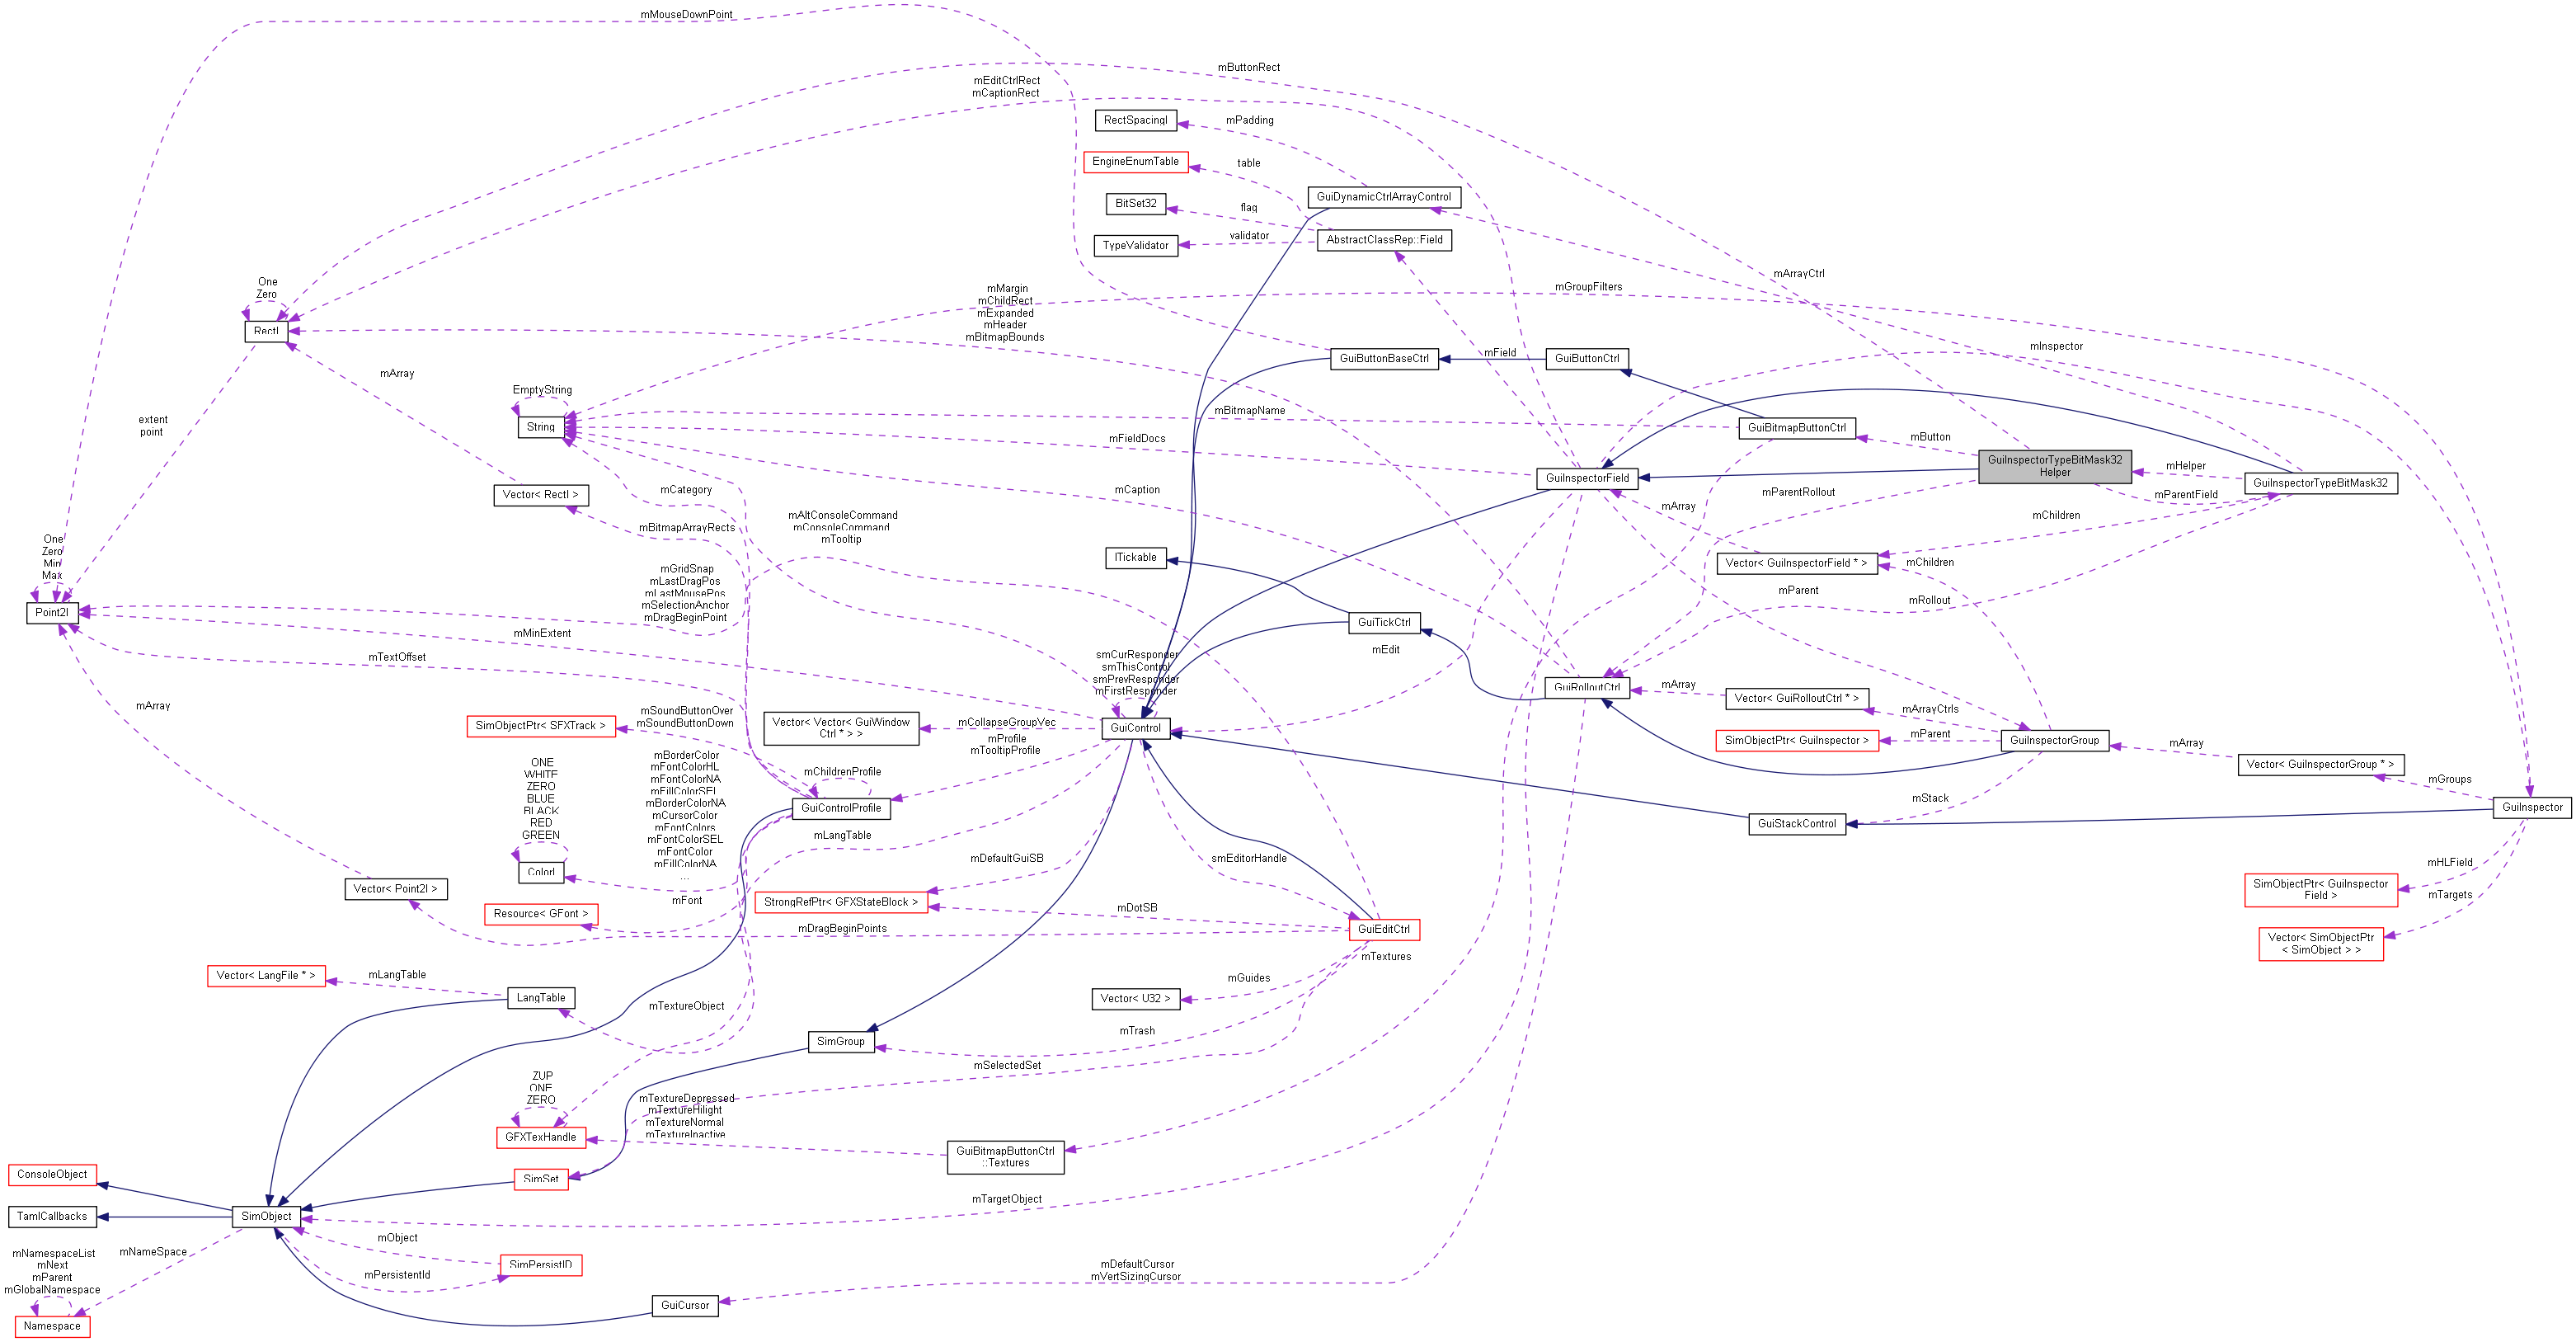 mMouseDownPoint
mButtonRect
mEditCtrlRect
mCaptionRect
RectSpacingI
mPadding
EngineEnumTable
table
GuiDynamicCtrlArrayControl
BitSet32
flag
TypeValidator
validator
AbstractClassRep::Field
mArrayCtrl
One
Zero
RectI
mMargin
mChildRect
mExpanded
mHeader
mBitmapBounds
mGroupFilters
mField
mInspector
GuiButtonBaseCtrl
GuiButtonCtrl
mArray
EmptyString
String
extent
point
mBitmapName
mFieldDocs
GuiBitmapButtonCtrl
mButton
GuiInspectorTypeBitMask32
Helper
mHelper
GuiInspectorTypeBitMask32
GuiInspectorField
mParentRollout
mParentField
Vector< RectI >
mCategory
mCaption
mArray
mChildren
mBitmapArrayRects
mAltConsoleCommand
mConsoleCommand
mTooltip
One
Zero
Min
Max
Point2I
ITickable
Vector< GuiInspectorField * >
mChildren
mGridSnap
mLastDragPos
mLastMousePos
mSelectionAnchor
mDragBeginPoint
mMinExtent
mParent
mRollout
GuiTickCtrl
mTextOffset
smCurResponder
smThisControl
smPrevResponder
mFirstResponder
mEdit
GuiRolloutCtrl
mArray
Vector< GuiRolloutCtrl * >
mArrayCtrls
mArray
SimObjectPtr< SFXTrack >
mSoundButtonOver
mSoundButtonDown
Vector< Vector< GuiWindow
Ctrl * > >
mCollapseGroupVec
GuiControl
mProfile
mTooltipProfile
SimObjectPtr< GuiInspector >
mParent
GuiInspectorGroup
mArray
Vector< GuiInspectorGroup * >
mGroups
GuiInspector
ONE
WHITE
ZERO
BLUE
BLACK
RED
GREEN
ColorI
mBorderColor
mFontColorHL
mFontColorNA
mFillColorSEL
mBorderColorNA
mCursorColor
mFontColors
mFontColorSEL
mFontColor
mFillColorNA
...
mChildrenProfile
GuiControlProfile
mStack
GuiStackControl
mLangTable
mDefaultGuiSB
smEditorHandle
mHLField
Vector< Point2I >
mFont
Resource< GFont >
StrongRefPtr< GFXStateBlock >
mDotSB
SimObjectPtr< GuiInspector
Field >
mTargets
mDragBeginPoints
GuiEditCtrl
Vector< SimObjectPtr
< SimObject > >
mTextures
Vector< LangFile * >
mLangTable
LangTable
mGuides
Vector< U32 >
mTextureObject
mTrash
SimGroup
mSelectedSet
ZUP
ONE
ZERO
GFXTexHandle
mTextureDepressed
mTextureHilight
mTextureNormal
mTextureInactive
GuiBitmapButtonCtrl
::Textures
ConsoleObject
SimSet
mTargetObject
TamlCallbacks
SimObject
mObject
mNamespaceList
mNext
mParent
mGlobalNamespace
mNameSpace
mPersistentId
SimPersistID
mDefaultCursor
mVertSizingCursor
GuiCursor
Namespace